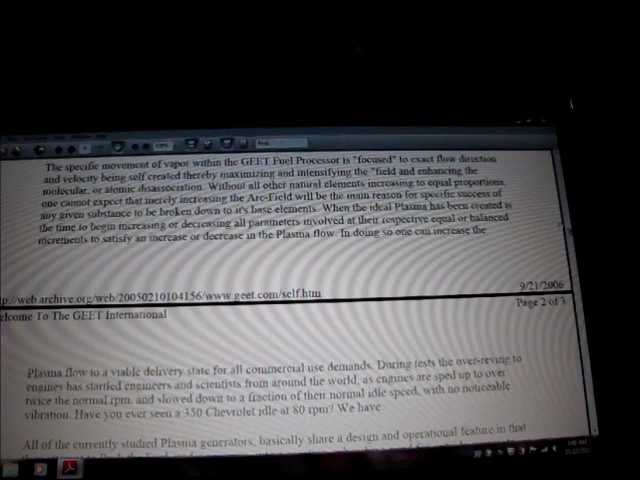 The specific movement of vapor within the GEET Fuel Processor is "focused" to exact flow direction
and velocity being self created thereby maximizing and intensifying the "field and enhancing the
molecular, or atomic disassociation. Without all other natural elements increasing to equal proportions,
one cannot expect that merely increasing the Arc-Field will be the main reason for specific success of
any given substance to be broken down to it's base elements. When the ideal Plasma has been created is
the time to begin increasing or decreasing all parameters involved at their respective equal or balanced
increments to satisfy an increase or decrease in the Plasma flow. In doing so one can increase the
tp://web.archive.org/web/20050210104156/www.geet.com/self.htm
9/21/2006
elcome To The GEET International
Page 2 of 3
Plasma flow to a viable delivery state for all commercial use demands. During tests the over-reving to
engines has startled engineers and scientists from around the world, as engines are sped up to over
twice the normal rpm, and slowed down to a fraction of their normal idle speed, with no noticeable
vibration. Have you ever seen a 350 Chevrolet idle at 80 rpm? We have
All of the currently studied Plasma generators, basically share a design and operational feature in that